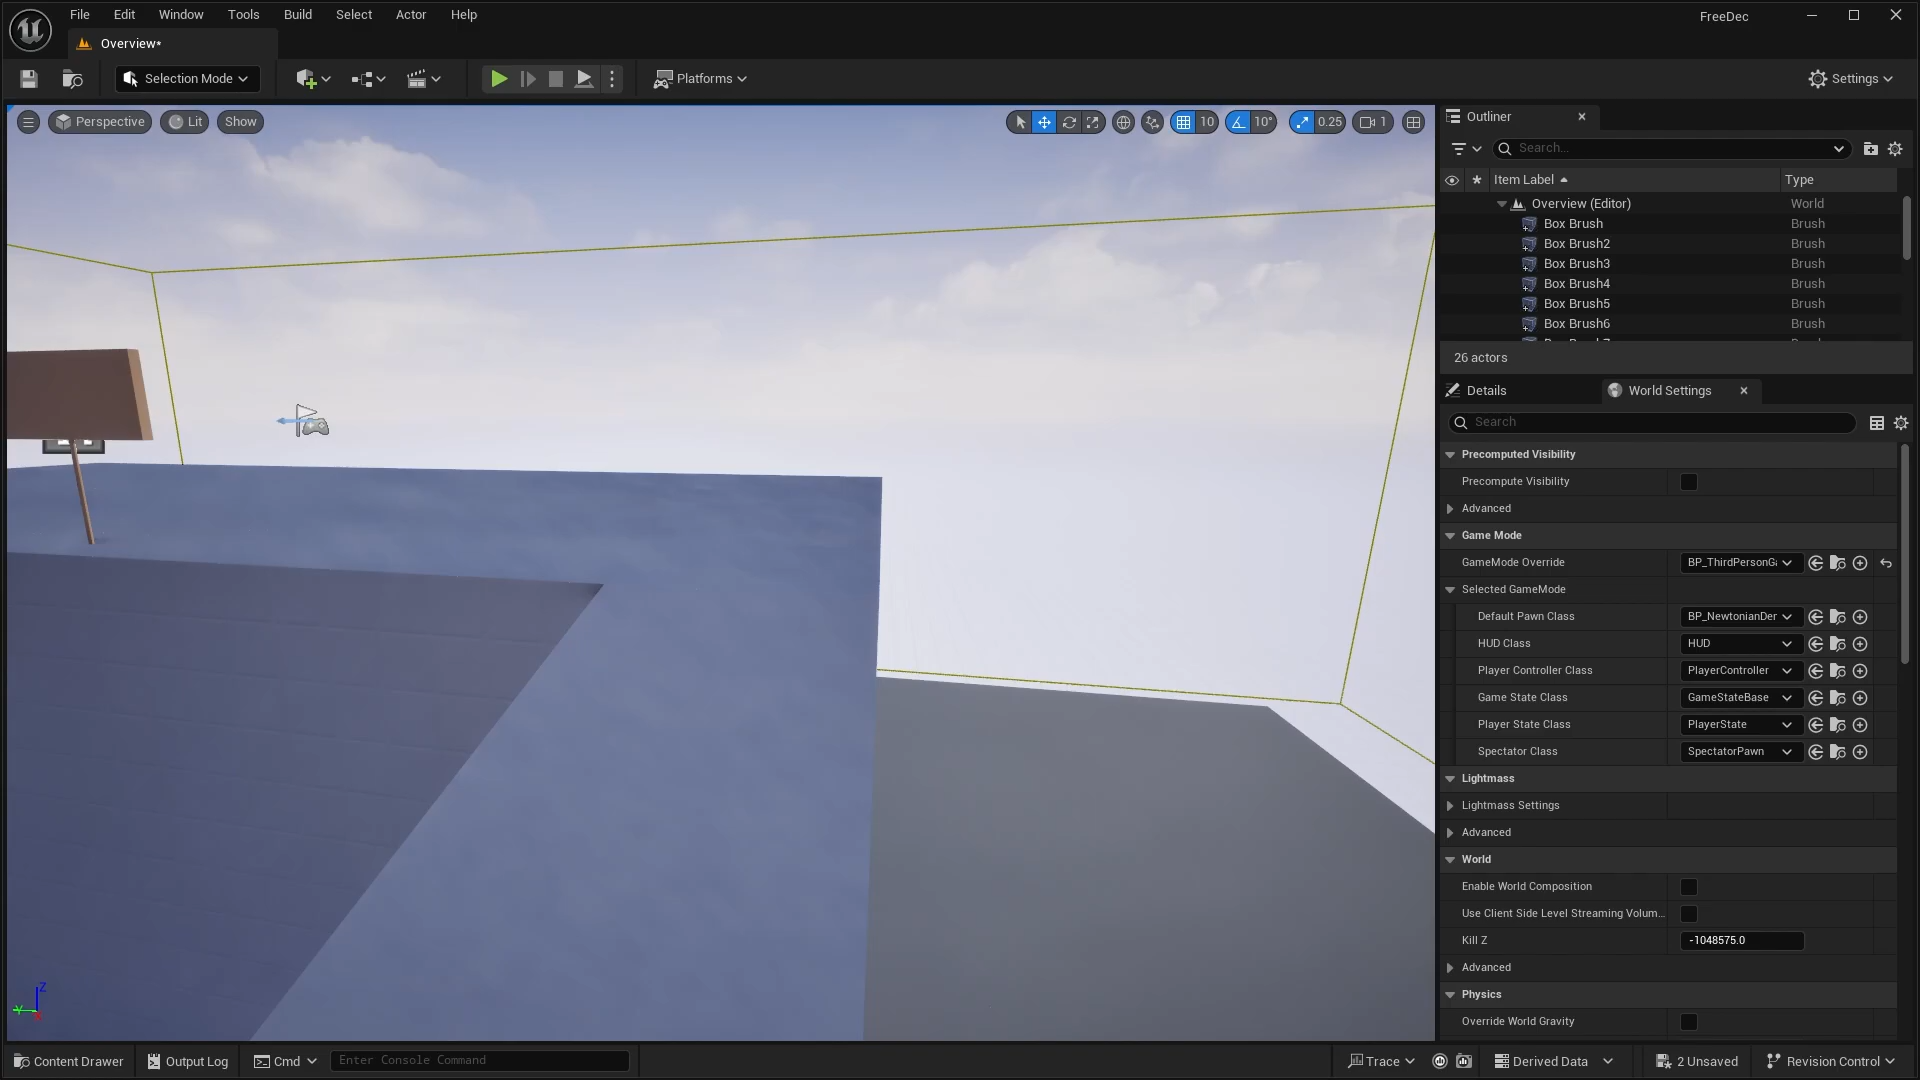 File Edit Window Tools Build Select Actor Help
FreeDec
Overview*
Selection Mode
Platforms
Settings
Perspective Lit Show
10 10° 0.25 1
Outliner
Search...
Item Label Type
Overview (Editor) World
Box Brush Brush
Box Brush2 Brush
Box Brush3 Brush
Box Brush4 Brush
Box Brush5 Brush
Box Brush6 Brush
26 actors
Details World Settings
Search
Precomputed Visibility
Precompute Visibility
Advanced
Game Mode
GameMode Override BP_ThirdPersonGa
Selected GameMode
Default Pawn Class BP_NewtonianDer
HUD Class HUD
Player Controller Class PlayerController
Game State Class GameStateBase
Player State Class PlayerState
Spectator Class SpectatorPawn
Lightmass
Lightmass Settings
Advanced
World
Enable World Composition
Use Client Side Level Streaming Volum...
Kill Z -1048575.0
Advanced
Physics
Override World Gravity
Z
Y
X
Content Drawer Output Log Cmd Enter Console Command Trace Derived Data 2 Unsaved Revision Control